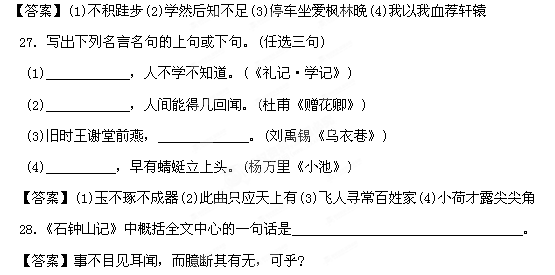 【答案】(1)不积跬步(2)学然后知不足(3)停车坐爱枫林晚(4)我以我血荐轩辕
27．写出下列名言名句的上句或下句。(任选三句)
(1)___________，人不学不知道。(《礼记·学记》)
(2)___________，人间能得几回闻。(杜甫《赠花卿》)
(3)旧时王谢堂前燕，____________。(刘禹锡《乌衣巷》)
(4)_________，早有蜻蜓立上头。(杨万里《小池》)
【答案】(1)玉不琢不成器(2)此曲只应天上有(3)飞入寻常百姓家(4)小荷才露尖尖角
28．《石钟山记》中概括全文中心的一句话是______________________________。
【答案】事不目见耳闻，而臆断其有无，可乎?